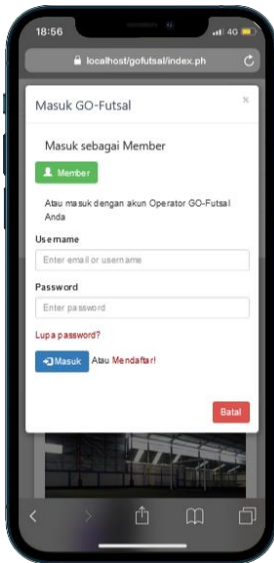 18:56
4G
localhost/gofutsal/index.ph
Masuk GO-Futsal
×
Masuk sebagai Member
Member
Atau masuk dengan akun Operator GO-Futsal
Anda
Username
Enter email or username
Password
Enter password
Lupa password?
Masuk Atau Mendaftar!
Batal